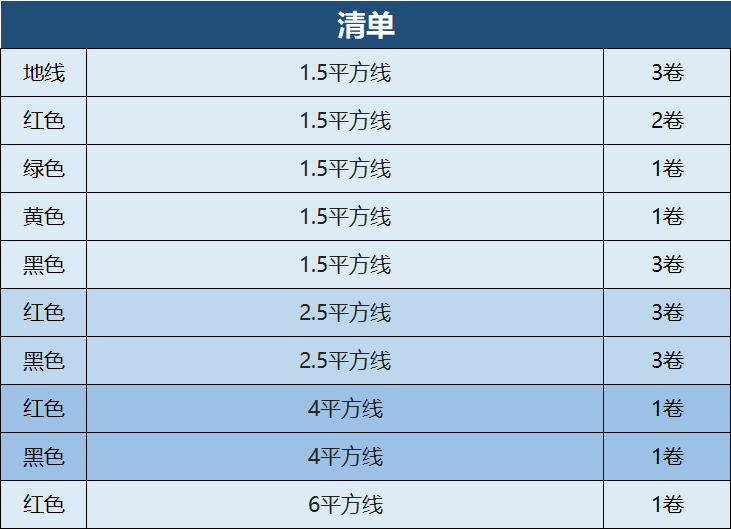 清单
地线 1.5平方线 3卷
红色 1.5平方线 2卷
绿色 1.5平方线 1卷
黄色 1.5平方线 1卷
黑色 1.5平方线 3卷
红色 2.5平方线 3卷
黑色 2.5平方线 3卷
红色 4平方线 1卷
黑色 4平方线 1卷
红色 6平方线 1卷